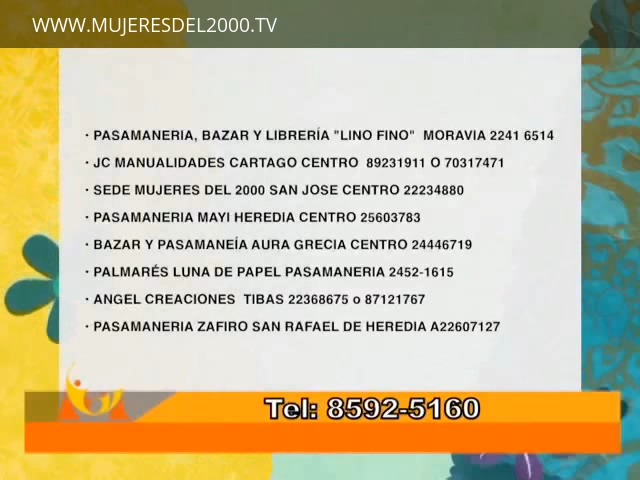 WWW.MUJERESDEL2000.TV
· PASAMANERIA, BAZAR Y LIBRERÍA "LINO FINO" MORAVIA 2241 6514
· JC MANUALIDADES CARTAGO CENTRO 89231911 O 70317471
· SEDE MUJERES DEL 2000 SAN JOSE CENTRO 22234880
· PASAMANERIA MAYI HEREDIA CENTRO 25603783
· BAZAR Y PASAMANEÍA AURA GRECIA CENTRO 24446719
· PALMARÉS LUNA DE PAPEL PASAMANERIA 2452-1615
· ANGEL CREACIONES TIBAS 22368675 o 87121767
· PASAMANERIA ZAFIRO SAN RAFAEL DE HEREDIA A22607127
Tel: 8592-5160